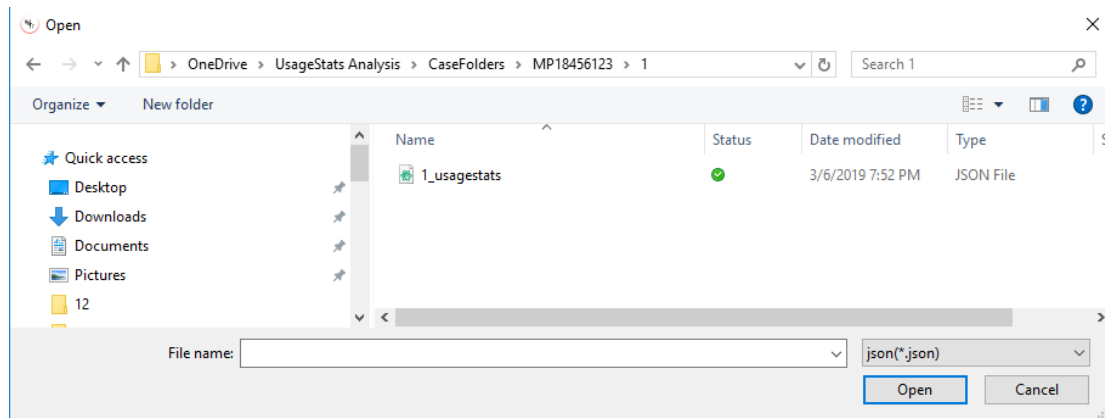 Open
OneDrive > UsageStats Analysis > CaseFolders > MP18456123 > 1
Search 1
Organize
New folder
Name
Status
Date modified
Type
Quick access
Desktop
Downloads
Documents
Pictures
12
1_usagestats
3/6/2019 7:52 PM
JSON File
File name:
json(*.json)
Open
Cancel